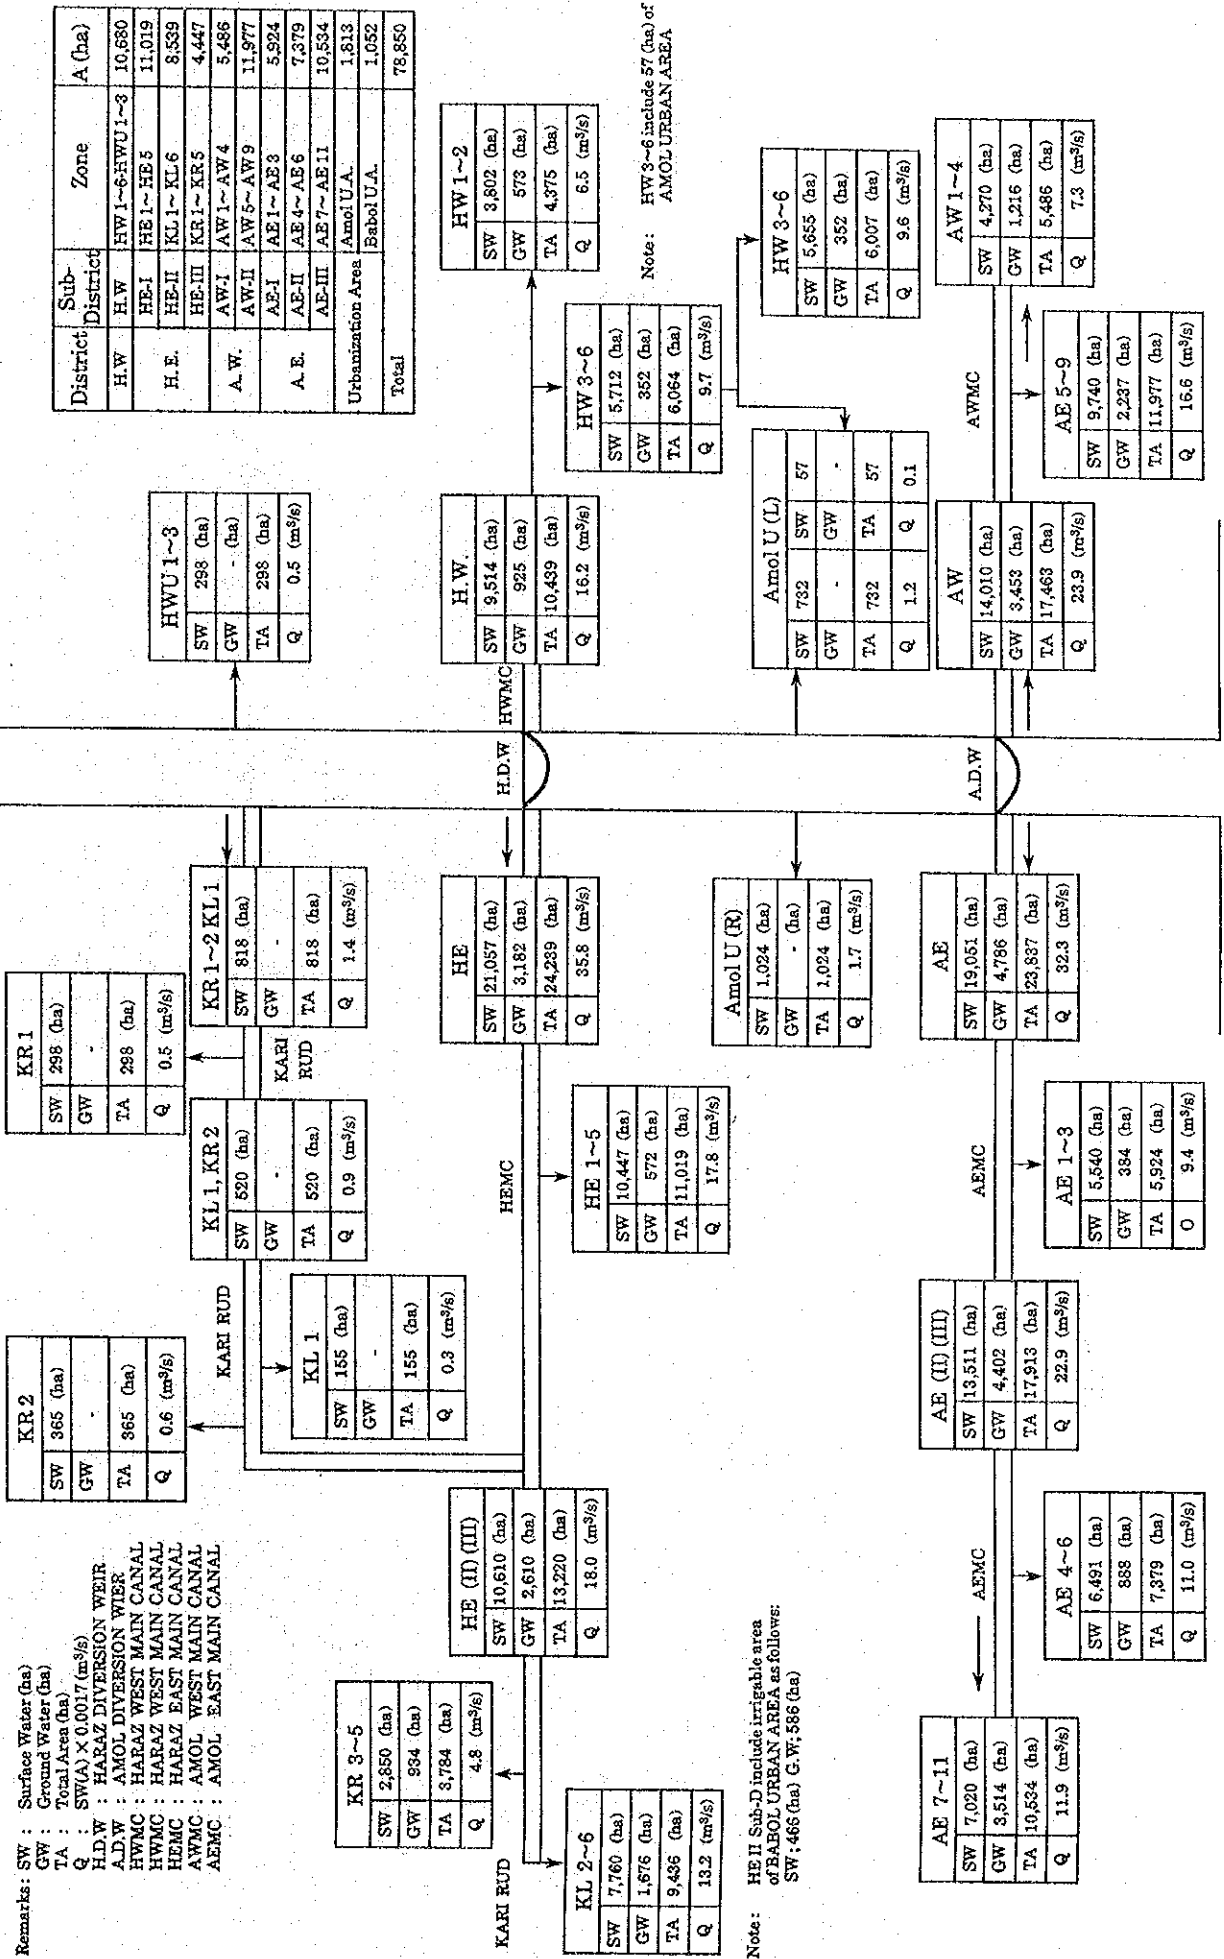 Remarks: SW : Surface Water (ha)
GW : Ground Water (ha)
TA : Total Area (ha)
Q : SW(A) × 0.0017 (m³/s)
H.D.W : HARAZ DIVERSION WEIR
A.D.W : AMOL DIVERSION WIER
HWMC : HARAZ WEST MAIN CANAL
HWMC : HARAZ WEST MAIN CANAL
HEMC : HARAZ EAST MAIN CANAL
AWMC : AMOL WEST MAIN CANAL
AEMC : AMOL EAST MAIN CANAL
KR 2
SW 365 (ha)
GW -
TA 365 (ha)
Q 0.6 (m³/s)
KR 1
SW 298 (ha)
GW -
TA 298 (ha)
Q 0.5 (m³/s)
District Sub-District Zone A (ha)
H.W H.W HW 1~6·HWU 1~3 10,680
H.E. HE-I HE 1~HE 5 11,019
HE-II KL 1~KL 6 8,539
HE-III KR 1~KR 5 4,447
A.W. AW-I AW 1~AW 4 5,486
AW-II AW 5~AW 9 11,977
A.E. AE-I AE 1~AE 3 5,924
AE-II AE 4~AE 6 7,379
AE-III AE 7~AE 11 10,534
Urbanization Area Amol U.A. 1,813
Babol U.A. 1,052
Total 78,850
KARI RUD
KL 1, KR 2
SW 520 (ha)
GW -
TA 520 (ha)
Q 0.9 (m³/s)
KARI RUD
KR 1~2 KL 1
SW 818 (ha)
GW -
TA 818 (ha)
Q 1.4 (m³/s)
HWU 1~3
SW 298 (ha)
GW - (ha)
TA 298 (ha)
Q 0.5 (m³/s)
KL 1
SW 155 (ha)
GW -
TA 155 (ha)
Q 0.3 (m³/s)
KR 3~5
SW 2,850 (ha)
GW 934 (ha)
TA 3,784 (ha)
Q 4.8 (m³/s)
KARI RUD
HE (II) (III)
SW 10,610 (ha)
GW 2,610 (ha)
TA 13,220 (ha)
Q 18.0 (m³/s)
HEMC
HE
SW 21,057 (ha)
GW 3,182 (ha)
TA 24,239 (ha)
Q 35.8 (m³/s)
H.D.W
HWMC
H.W.
SW 9,514 (ha)
GW 925 (ha)
TA 10,439 (ha)
Q 16.2 (m³/s)
HW 1~2
SW 3,802 (ha)
GW 573 (ha)
TA 4,375 (ha)
Q 6.5 (m³/s)
KL 2~6
SW 7,760 (ha)
GW 1,676 (ha)
TA 9,436 (ha)
Q 13.2 (m³/s)
HE 1~5
SW 10,447 (ha)
GW 572 (ha)
TA 11,019 (ha)
Q 17.8 (m³/s)
HW 3~6
SW 5,712 (ha)
GW 352 (ha)
TA 6,064 (ha)
Q 9.7 (m³/s)
Note: HW 3~6 include 57 (ha) of
AMOL URBAN AREA
Note: HE II Sub-D include irrigable area
of BABOL URBAN AREA as follows:
SW; 466 (ha) G.W; 586 (ha)
Amol U (R)
SW 1,024 (ha)
GW - (ha)
TA 1,024 (ha)
Q 1.7 (m³/s)
Amol U (L)
SW 732 SW 57
GW - GW -
TA 732 TA 57
Q 1.2 Q 0.1
HW 3~6
SW 5,655 (ha)
GW 352 (ha)
TA 6,007 (ha)
Q 9.6 (m³/s)
AE 7~11
SW 7,020 (ha)
GW 3,514 (ha)
TA 10,534 (ha)
Q 11.9 (m³/s)
AEMC
AE (II) (III)
SW 13,511 (ha)
GW 4,402 (ha)
TA 17,913 (ha)
Q 22.9 (m³/s)
AEMC
AE
SW 19,051 (ha)
GW 4,786 (ha)
TA 23,837 (ha)
Q 32.3 (m³/s)
A.D.W
AW
SW 14,010 (ha)
GW 3,453 (ha)
TA 17,463 (ha)
Q 23.9 (m³/s)
AWMC
AW 1~4
SW 4,270 (ha)
GW 1,216 (ha)
TA 5,486 (ha)
Q 7.3 (m³/s)
AE 4~6
SW 6,491 (ha)
GW 888 (ha)
TA 7,379 (ha)
Q 11.0 (m³/s)
AE 1~3
SW 5,540 (ha)
GW 384 (ha)
TA 5,924 (ha)
O 9.4 (m³/s)
AE 5~9
SW 9,740 (ha)
GW 2,237 (ha)
TA 11,977 (ha)
Q 16.6 (m³/s)